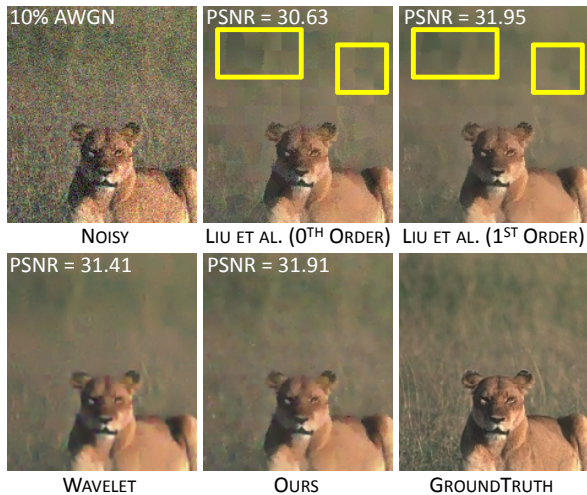 10% AWGN
PSNR = 30.63
PSNR = 31.95
NOISY
LIU ET AL. (0TH ORDER)
LIU ET AL. (1ST ORDER)
PSNR = 31.41
PSNR = 31.91
WAVELET
OURS
GROUNDTRUTH